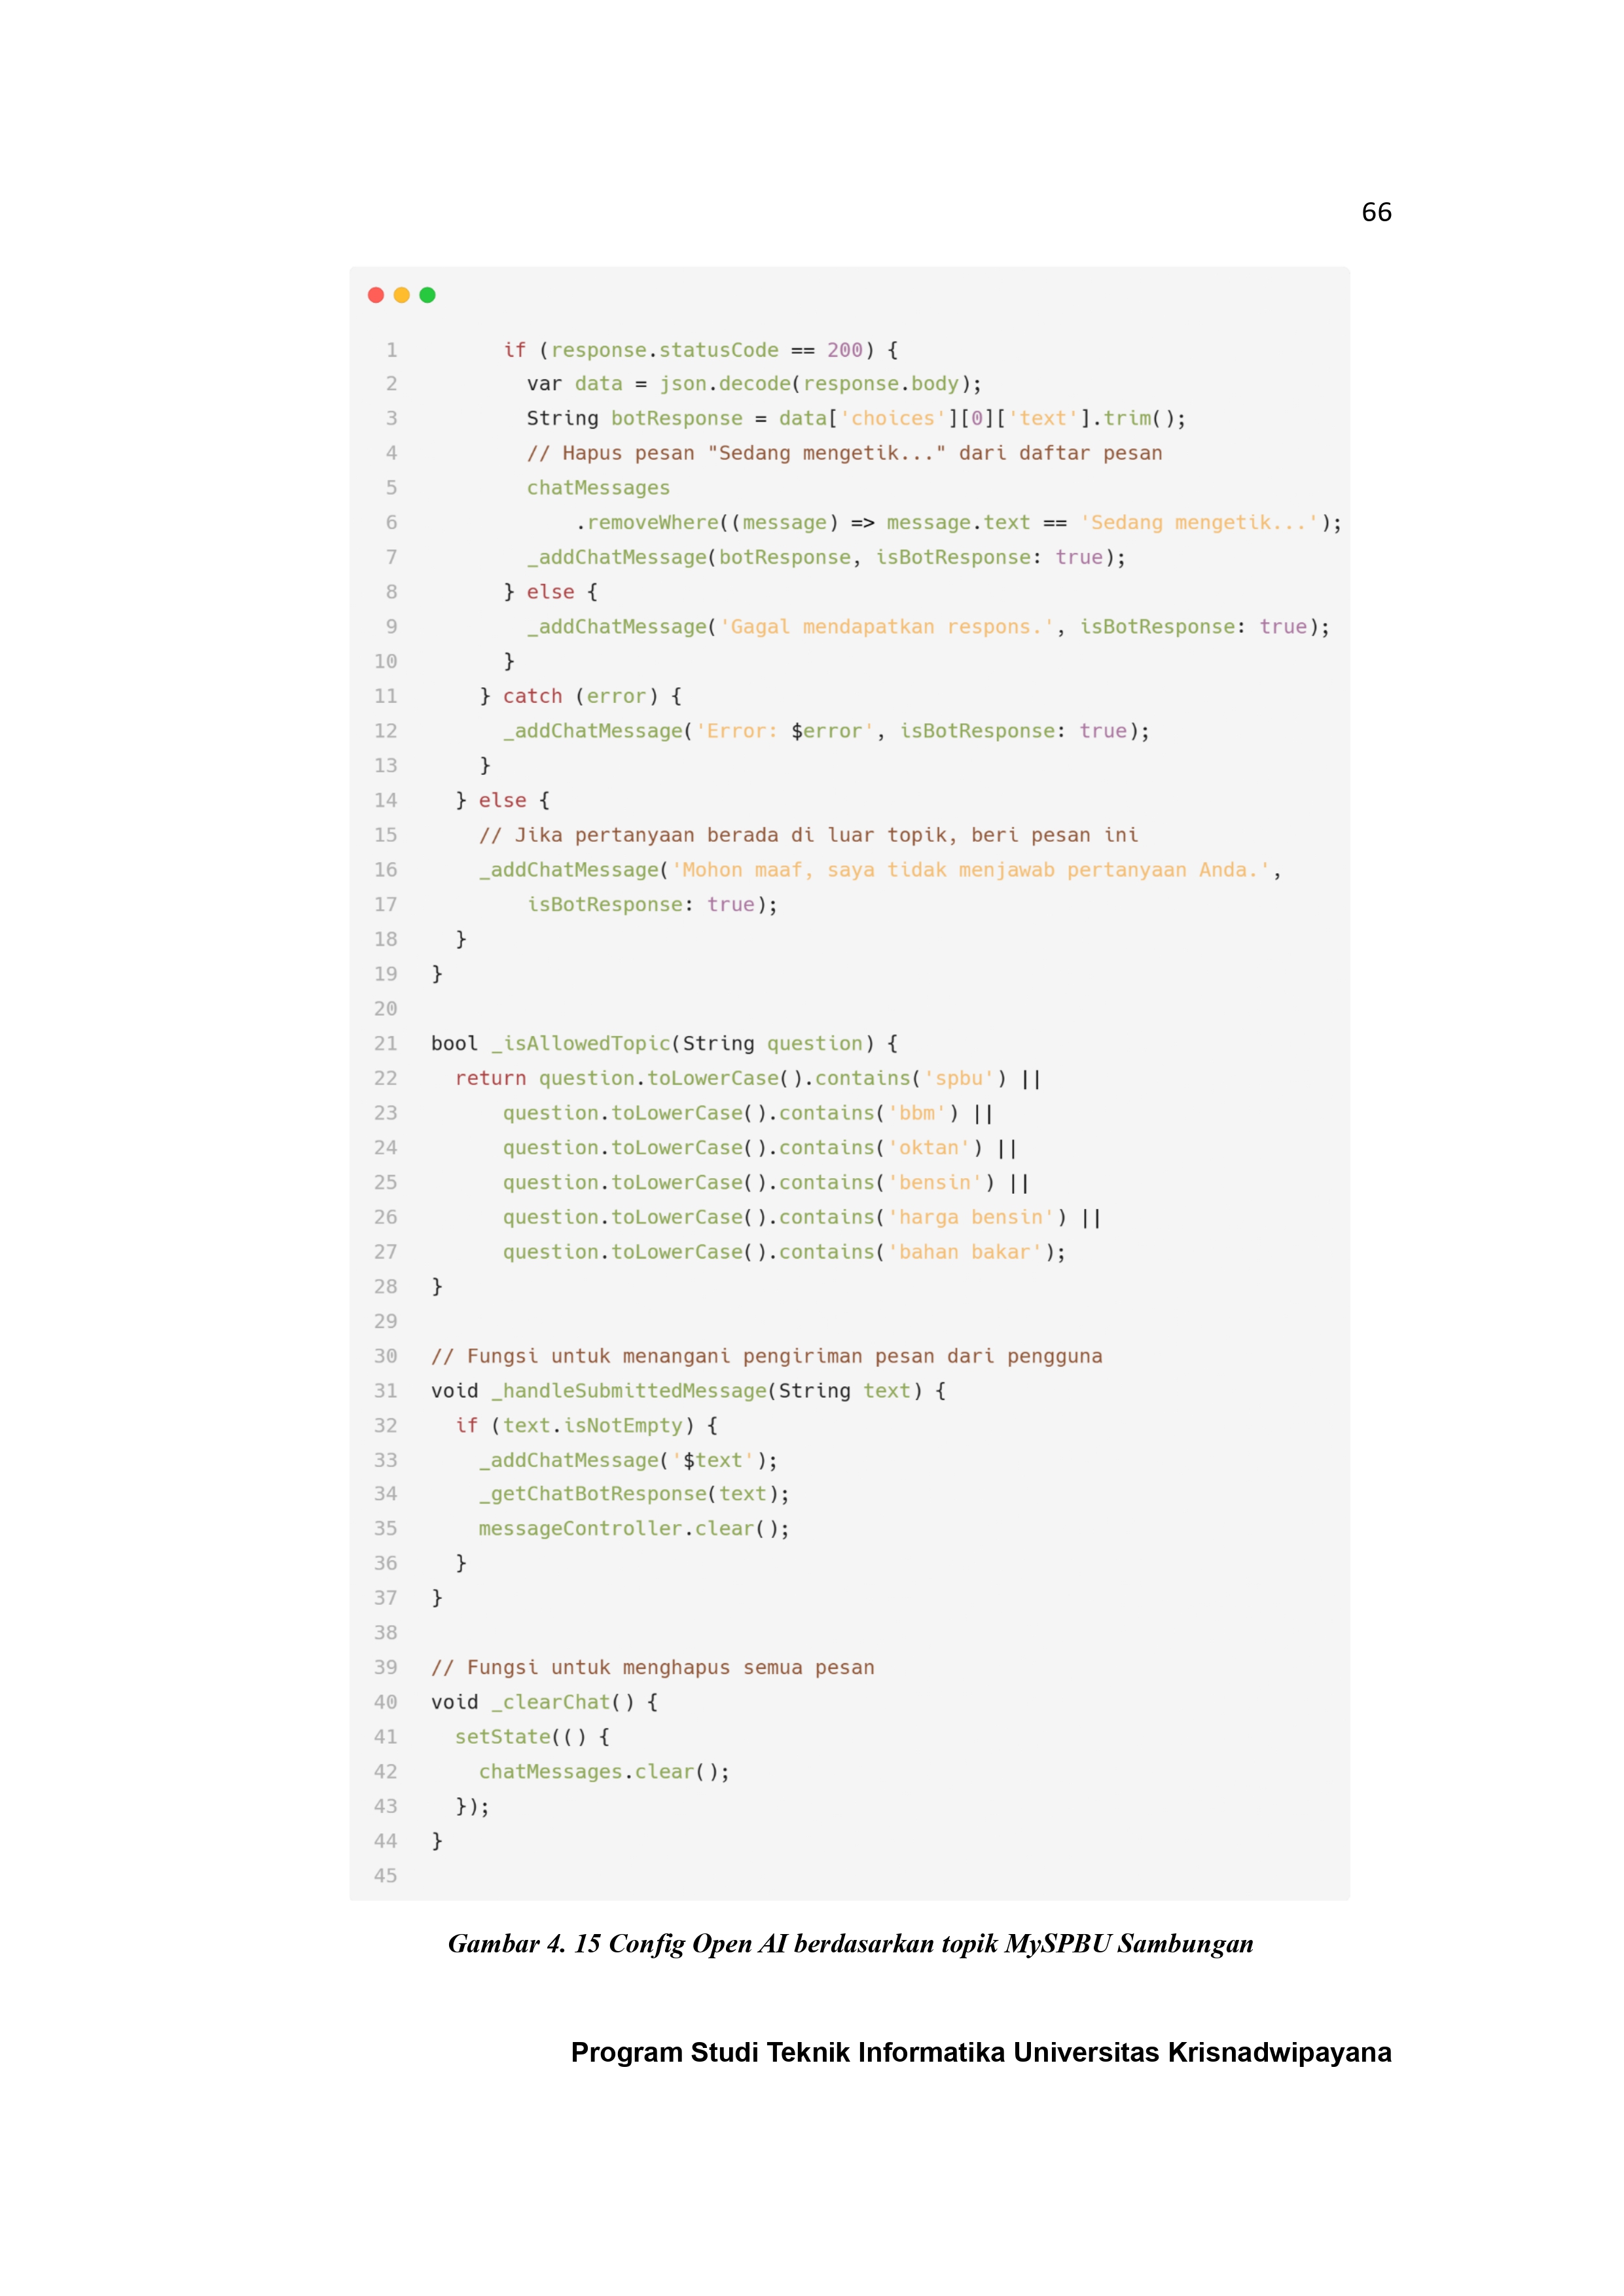 66
1 if (response.statusCode == 200) {
2 var data = json.decode(response.body);
3 String botResponse = data['choices'][0]['text'].trim();
4 // Hapus pesan "Sedang mengetik..." dari daftar pesan
5 chatMessages
6 .removeWhere((message) => message.text == 'Sedang mengetik...');
7 _addChatMessage(botResponse, isBotResponse: true);
8 } else {
9 _addChatMessage('Gagal mendapatkan respons.', isBotResponse: true);
10 }
11 } catch (error) {
12 _addChatMessage('Error: $error', isBotResponse: true);
13 }
14 } else {
15 // Jika pertanyaan berada di luar topik, beri pesan ini
16 _addChatMessage('Mohon maaf, saya tidak menjawab pertanyaan Anda.',
17 isBotResponse: true);
18 }
19 }
20
21 bool _isAllowedTopic(String question) {
22 return question.toLowerCase().contains('spbu') ||
23 question.toLowerCase().contains('bbm') ||
24 question.toLowerCase().contains('oktan') ||
25 question.toLowerCase().contains('bensin') ||
26 question.toLowerCase().contains('harga bensin') ||
27 question.toLowerCase().contains('bahan bakar');
28 }
29
30 // Fungsi untuk menangani pengiriman pesan dari pengguna
31 void _handleSubmittedMessage(String text) {
32 if (text.isNotEmpty) {
33 _addChatMessage('$text');
34 _getChatBotResponse(text);
35 messageController.clear();
36 }
37 }
38
39 // Fungsi untuk menghapus semua pesan
40 void _clearChat() {
41 setState(() {
42 chatMessages.clear();
43 });
44 }
45
Gambar 4. 15 Config Open AI berdasarkan topik MySPBU Sambungan
Program Studi Teknik Informatika Universitas Krisnadwipayana